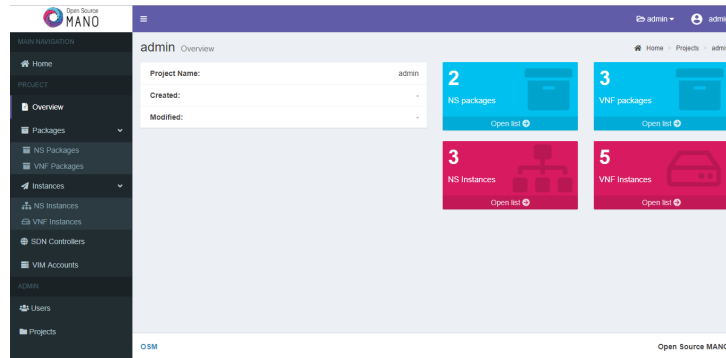 Open Source
MANO
admin
admin
MAIN NAVIGATION
Home
PROJECT
Overview
Packages
NS Packages
VNF Packages
Instances
NS Instances
VNF Instances
SDN Controllers
VIM Accounts
ADMIN
Users
Projects
admin Overview
Home > Projects > admin
Project Name: admin
Created: -
Modified: -
2
NS packages
Open list
3
VNF packages
Open list
3
NS Instances
Open list
5
VNF Instances
Open list
OSM
Open Source MANO